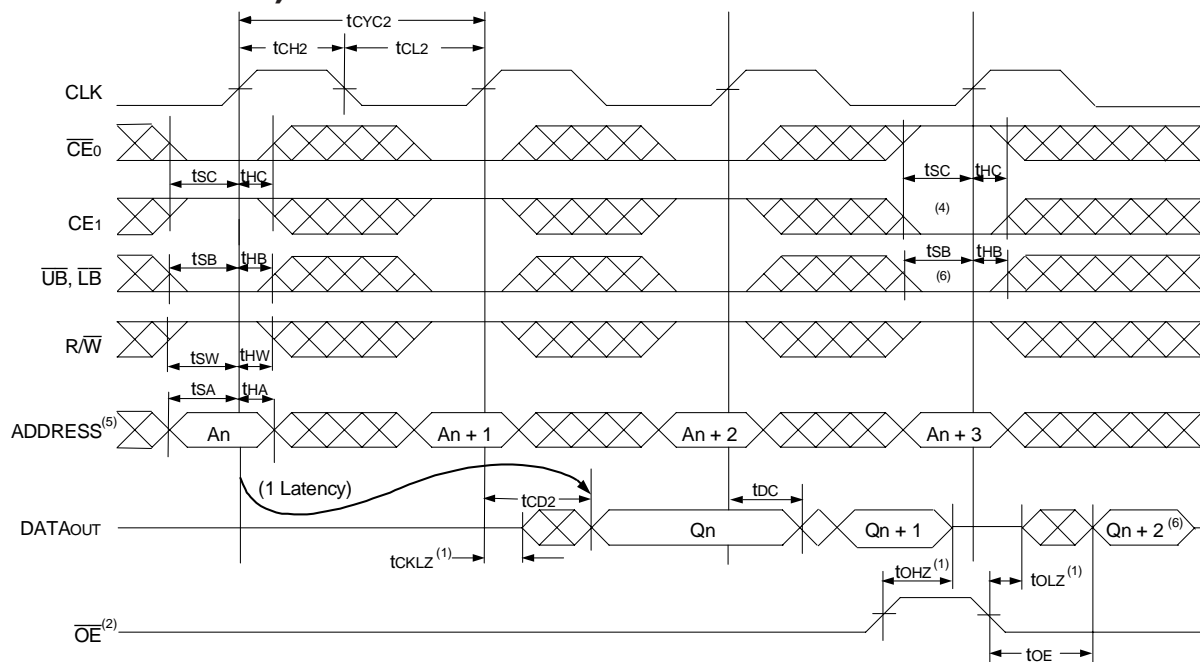 tCYC2
tCH2 tCL2
CLK
CE0
tSC tHC tSC tHC
CE1 (4)
tSB tHB tSB tHB
UB, LB (6)
R/W
tSW tHW
tSA tHA
ADDRESS(5) An An + 1 An + 2 An + 3
(1 Latency) tCD2 tDC
DATAOUT Qn Qn + 1 Qn + 2(6)
tCKLZ(1) tOHZ(1) tOLZ(1)
OE(2)
tOE